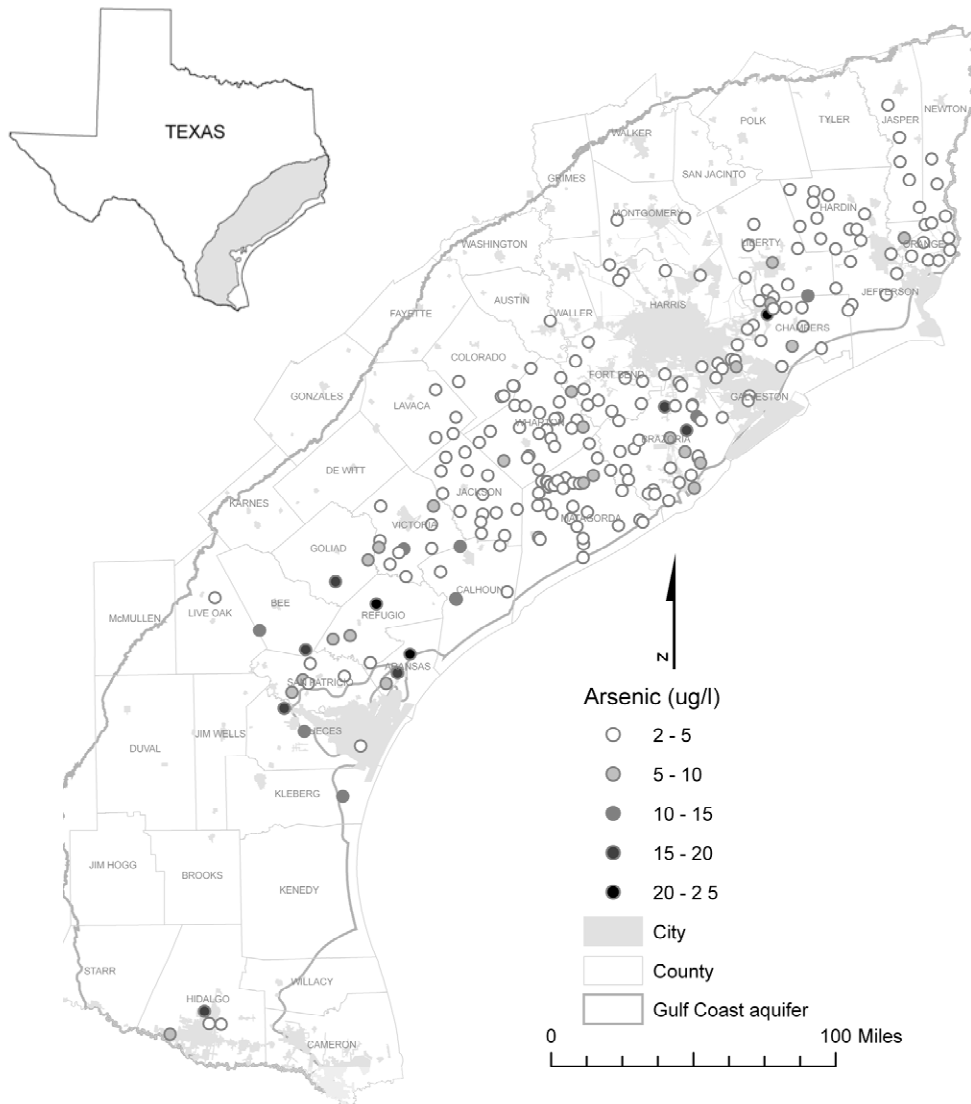 TEXAS
NEWTON
JASPER
TYLER
POLK
WALKER
SAN JACINTO
GRIMES
HARDIN
MONTGOMERY
LIBERTY
ORANGE
WASHINGTON
JEFFERSON
AUSTIN
HARRIS
WALLER
FAYETTE
CHAMBERS
COLORADO
FORT BEND
GONZALES
LAVACA
GALVESTON
WHARTON
BRAZORIA
DE WITT
JACKSON
KARNES
MATAGORDA
VICTORIA
GOLIAD
CALHOUN
BEE
LIVE OAK
McMULLEN
REFUGIO
ARANSAS
SAN PATRICIO
JIM WELLS
UECES
DUVAL
KLEBERG
JIM HOGG
BROOKS
KENEDY
STARR
WILLACY
HIDALGO
CAMERON
N
Arsenic (ug/l)
2 - 5
5 - 10
10 - 15
15 - 20
20 - 2 5
City
County
Gulf Coast aquifer
0 100 Miles